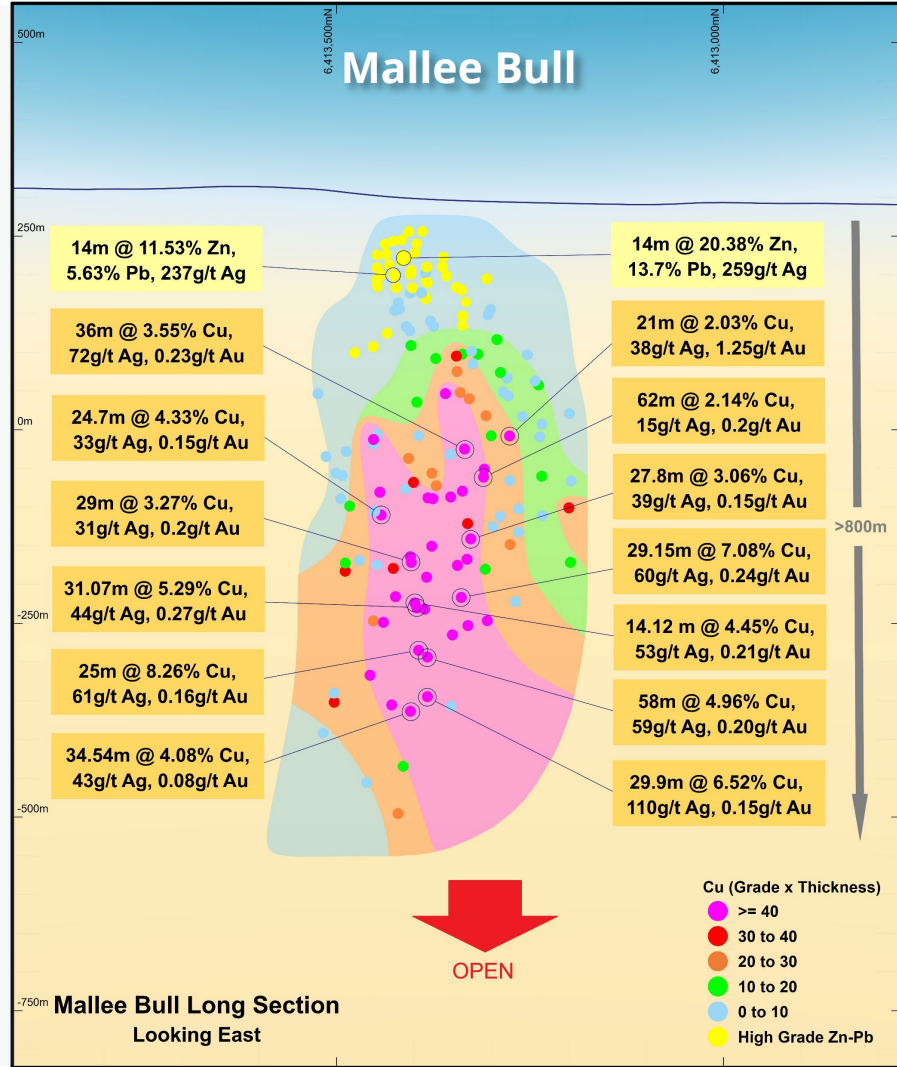 500m
6,413,500mN
6,413,000mN
Mallee Bull
250m
14m @ 11.53% Zn,
5.63% Pb, 237g/t Ag
14m @ 20.38% Zn,
13.7% Pb, 259g/t Ag
36m @ 3.55% Cu,
72g/t Ag, 0.23g/t Au
21m @ 2.03% Cu,
38g/t Ag, 1.25g/t Au
0m
24.7m @ 4.33% Cu,
33g/t Ag, 0.15g/t Au
62m @ 2.14% Cu,
15g/t Ag, 0.2g/t Au
29m @ 3.27% Cu,
31g/t Ag, 0.2g/t Au
27.8m @ 3.06% Cu,
39g/t Ag, 0.15g/t Au
>800m
31.07m @ 5.29% Cu,
44g/t Ag, 0.27g/t Au
29.15m @ 7.08% Cu,
60g/t Ag, 0.24g/t Au
-250m
14.12 m @ 4.45% Cu,
53g/t Ag, 0.21g/t Au
25m @ 8.26% Cu,
61g/t Ag, 0.16g/t Au
58m @ 4.96% Cu,
59g/t Ag, 0.20g/t Au
34.54m @ 4.08% Cu,
43g/t Ag, 0.08g/t Au
29.9m @ 6.52% Cu,
110g/t Ag, 0.15g/t Au
-500m
OPEN
Cu (Grade x Thickness)
>= 40
30 to 40
20 to 30
10 to 20
0 to 10
High Grade Zn-Pb
-750m
Mallee Bull Long Section
Looking East